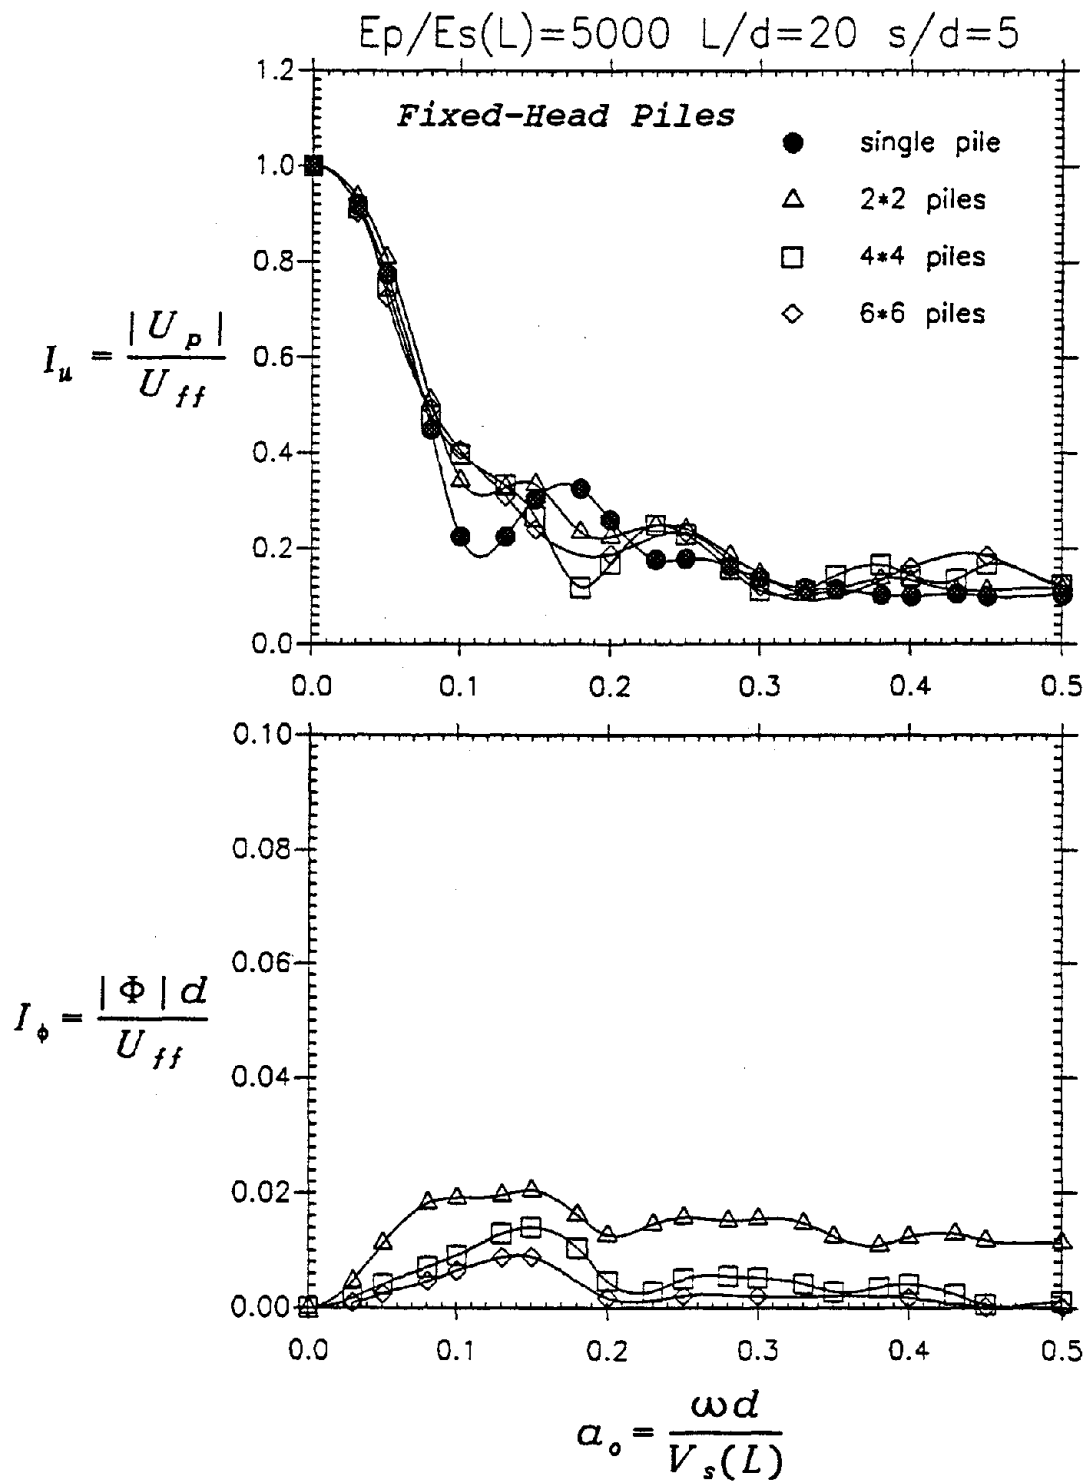 Ep/Es(L)=5000 L/d=20 s/d=5
Fixed-Head Piles
single pile
2*2 piles
4*4 piles
6*6 piles
I_u = |U_p| / U_ff
1.2
1.0
0.8
0.6
0.4
0.2
0.0
0.0 0.1 0.2 0.3 0.4 0.5
I_ϕ = |Φ|d / U_ff
0.10
0.08
0.06
0.04
0.02
0.00
0.0 0.1 0.2 0.3 0.4 0.5
a_o = ωd / V_s(L)